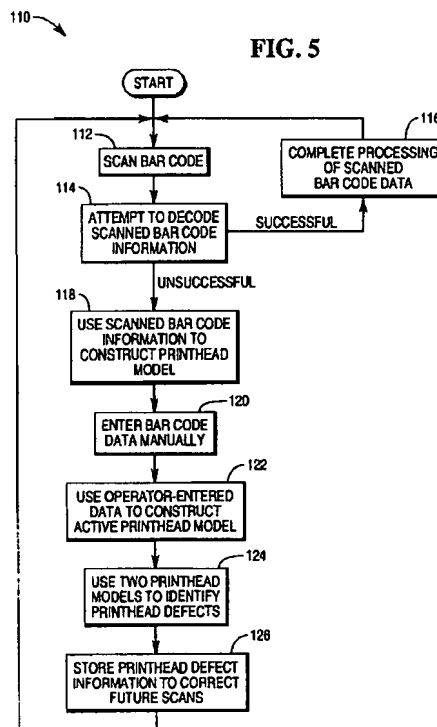 110
FIG. 5
START
112
SCAN BAR CODE
116
COMPLETE PROCESSING
OF SCANNED
BAR CODE DATA
114
ATTEMPT TO DECODE
SCANNED BAR CODE
INFORMATION
SUCCESSFUL
UNSUCCESSFUL
118
USE SCANNED BAR CODE
INFORMATION TO
CONSTRUCT PRINTHEAD
MODEL
120
ENTER BAR CODE
DATA MANUALLY
122
USE OPERATOR-ENTERED
DATA TO CONSTRUCT
ACTIVE PRINTHEAD MODEL
124
USE TWO PRINTHEAD
MODELS TO IDENTIFY
PRINTHEAD DEFECTS
126
STORE PRINTHEAD DEFECT
INFORMATION TO CORRECT
FUTURE SCANS